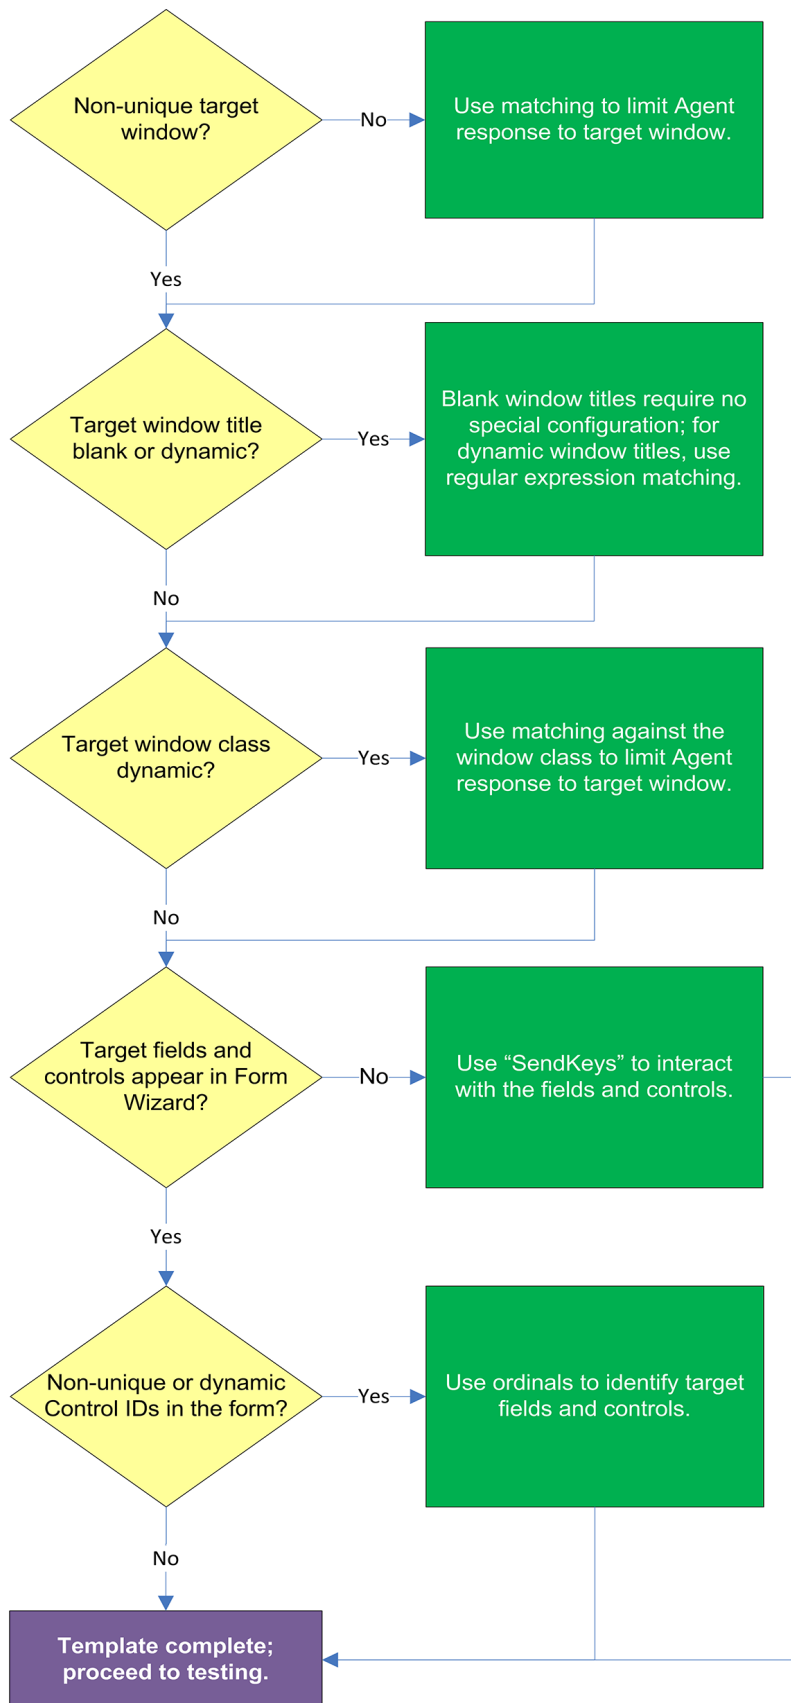 Non-unique target
window?
No
Use matching to limit Agent
response to target window.
Yes
Target window title
blank or dynamic?
Yes
Blank window titles require no
special configuration; for
dynamic window titles, use
regular expression matching.
No
Target window class
dynamic?
Yes
Use matching against the
window class to limit Agent
response to target window.
No
Target fields and
controls appear in Form
Wizard?
No
Use “SendKeys” to interact
with the fields and controls.
Yes
Non-unique or dynamic
Control IDs in the form?
Yes
Use ordinals to identify target
fields and controls.
No
Template complete;
proceed to testing.